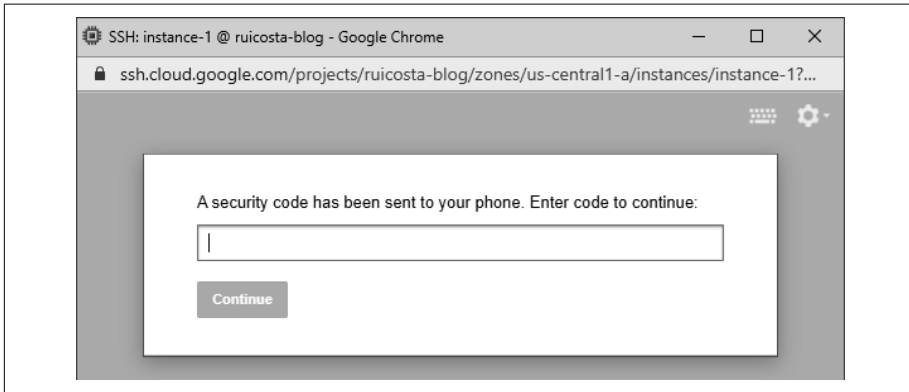 SSH: instance-1 @ ruicosta-blog - Google Chrome
ssh.cloud.google.com/projects/ruicosta-blog/zones/us-central1-a/instances/instance-1?...
A security code has been sent to your phone. Enter code to continue:
Continue